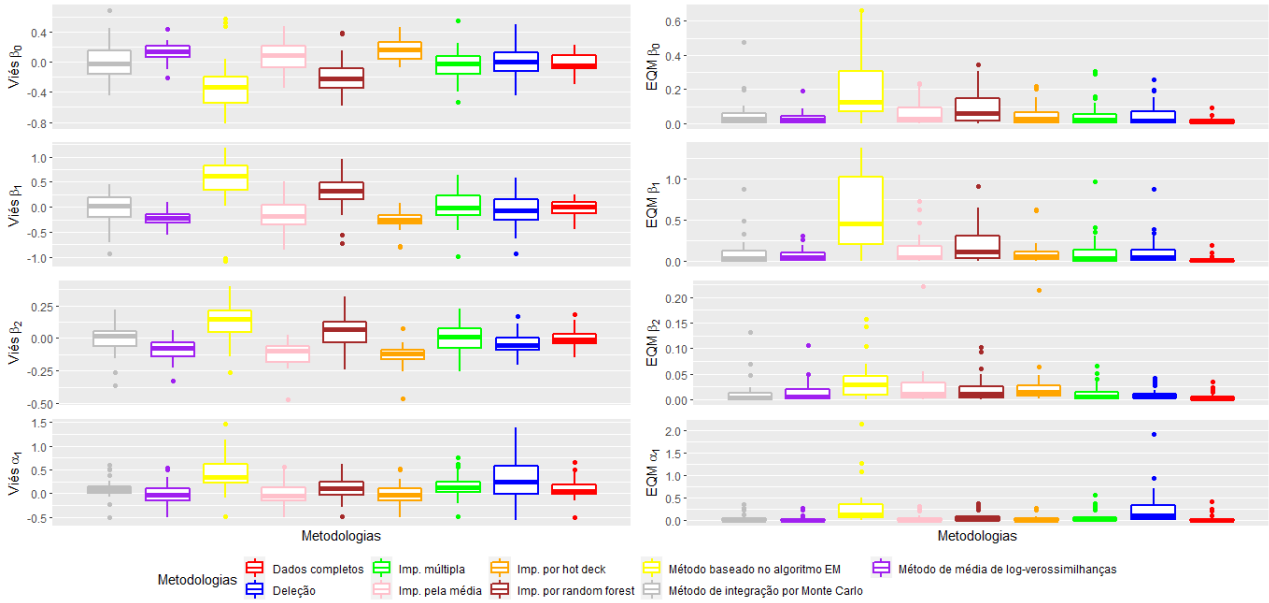 Viés β0
0.4
0.0
-0.4
-0.8
EQM β0
0.6
0.4
0.2
0.0
Viés β1
1.0
0.5
0.0
-0.5
-1.0
EQM β1
1.0
0.5
0.0
Viés β2
0.25
0.00
-0.25
-0.50
EQM β2
0.20
0.15
0.10
0.05
0.00
Viés α1
1.5
1.0
0.5
0.0
-0.5
EQM α1
2.0
1.5
1.0
0.5
0.0
Metodologias
Metodologias
Metodologias
Dados completos
Imp. múltipla
Imp. por hot deck
Método baseado no algoritmo EM
Método de média de log-verossimilhanças
Deleção
Imp. pela média
Imp. por random forest
Método de integração por Monte Carlo